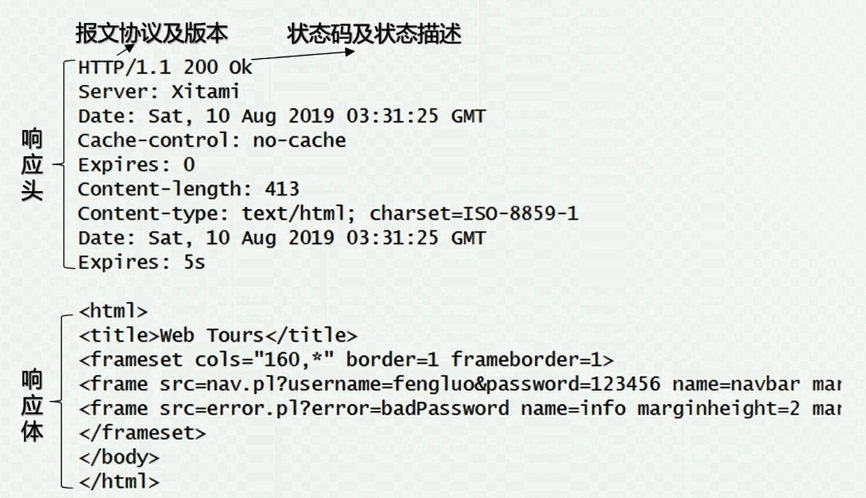 报文协议及版本 状态码及状态描述
HTTP/1.1 200 Ok
Server: Xitami
Date: Sat, 10 Aug 2019 03:31:25 GMT
Cache-control: no-cache
Expires: 0
Content-length: 413
Content-type: text/html; charset=ISO-8859-1
Date: Sat, 10 Aug 2019 03:31:25 GMT
Expires: 5s
响应头
<html>
<title>Web Tours</title>
<frameset cols="160,*" border=1 frameborder=1>
<frame src=nav.pl?username=fengluo&password=123456 name=navbar mar
<frame src=error.pl?error=badPassword name=info marginheight=2 mar
</frameset>
</body>
</html>
响应体